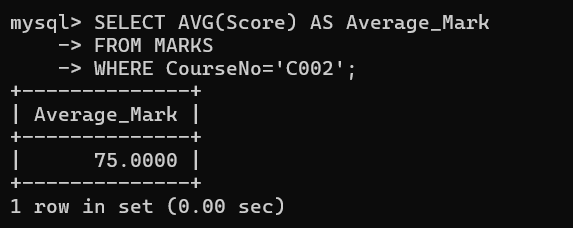 mysql> SELECT AVG(Score) AS Average_Mark
    -> FROM MARKS
    -> WHERE CourseNo='C002';
+--------------+
| Average_Mark |
+--------------+
|      75.0000 |
+--------------+
1 row in set (0.00 sec)